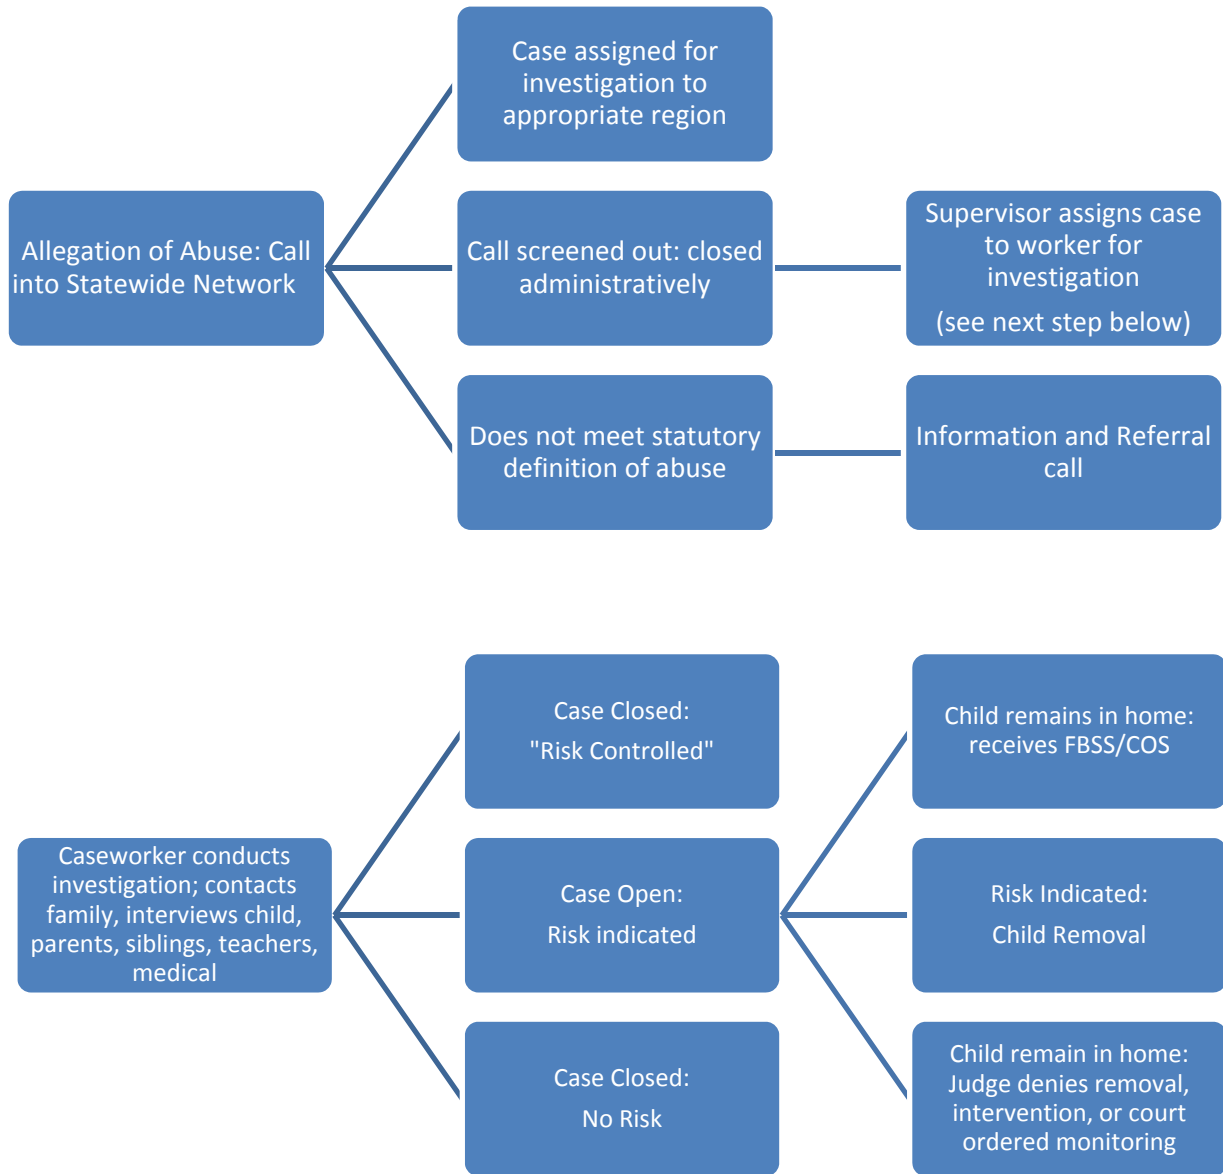 Case assigned for
investigation to
appropriate region
Allegation of Abuse: Call
into Statewide Network
Call screened out: closed
administratively
Supervisor assigns case
to worker for
investigation
(see next step below)
Does not meet statutory
definition of abuse
Information and Referral
call
Case Closed:
"Risk Controlled"
Child remains in home:
receives FBSS/COS
Caseworker conducts
investigation; contacts
family, interviews child,
parents, siblings, teachers,
medical
Case Open:
Risk indicated
Risk Indicated:
Child Removal
Case Closed:
No Risk
Child remain in home:
Judge denies removal,
intervention, or court
ordered monitoring